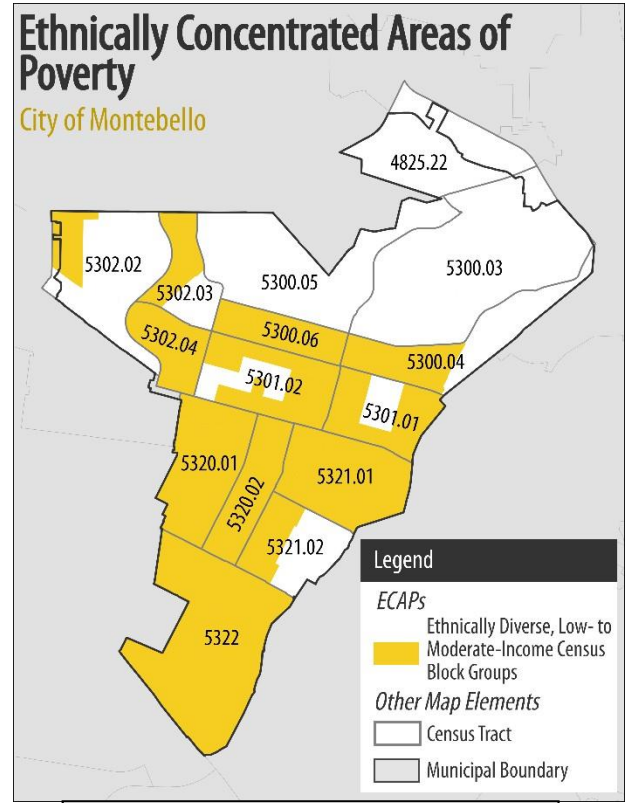 Ethnically Concentrated Areas of
Poverty
City of Montebello
4825.22
5302.02
5302.03
5300.05
5300.03
5302.04
5300.06
5300.04
5301.02
5301.01
5320.01
5320.02
5321.01
5321.02
5322
Legend
ECAPs
Ethnically Diverse, Low- to
Moderate-Income Census
Block Groups
Other Map Elements
Census Tract
Municipal Boundary